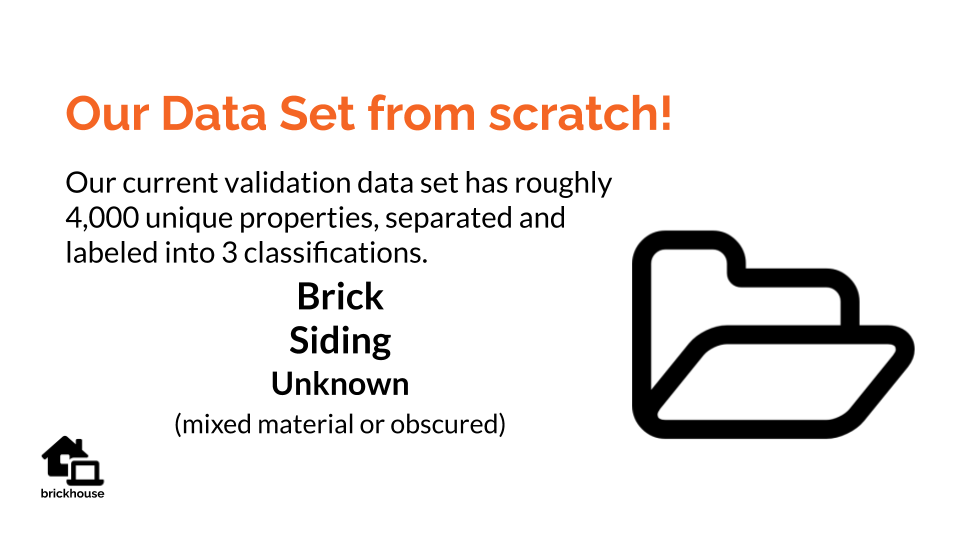 Our Data Set from scratch!
Our current validation data set has roughly
4,000 unique properties, separated and
labeled into 3 classifications.
Brick
Siding
Unknown
(mixed material or obscured)
brickhouse